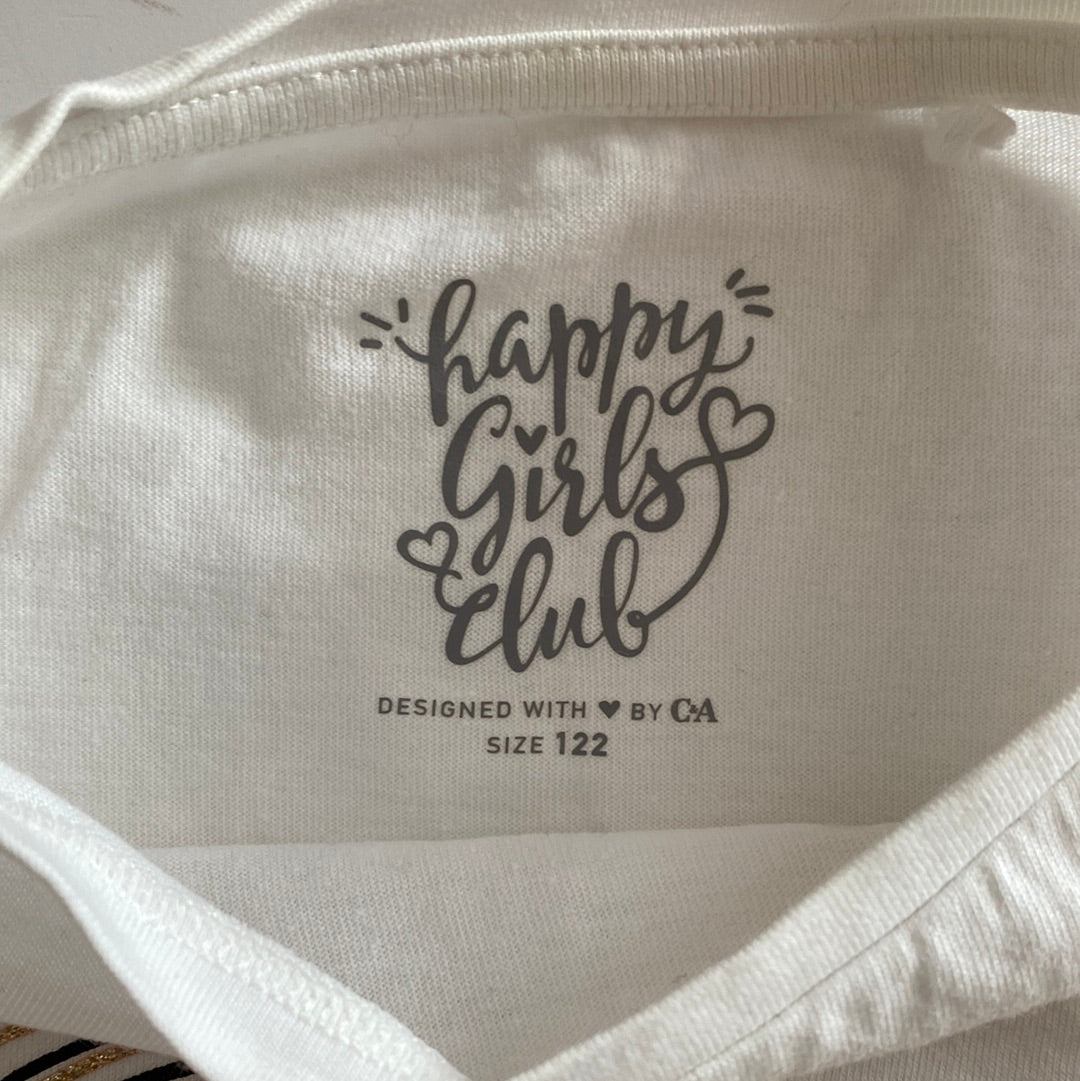 happy
Girls
Club
DESIGNED WITH ♥ BY C&A
SIZE 122